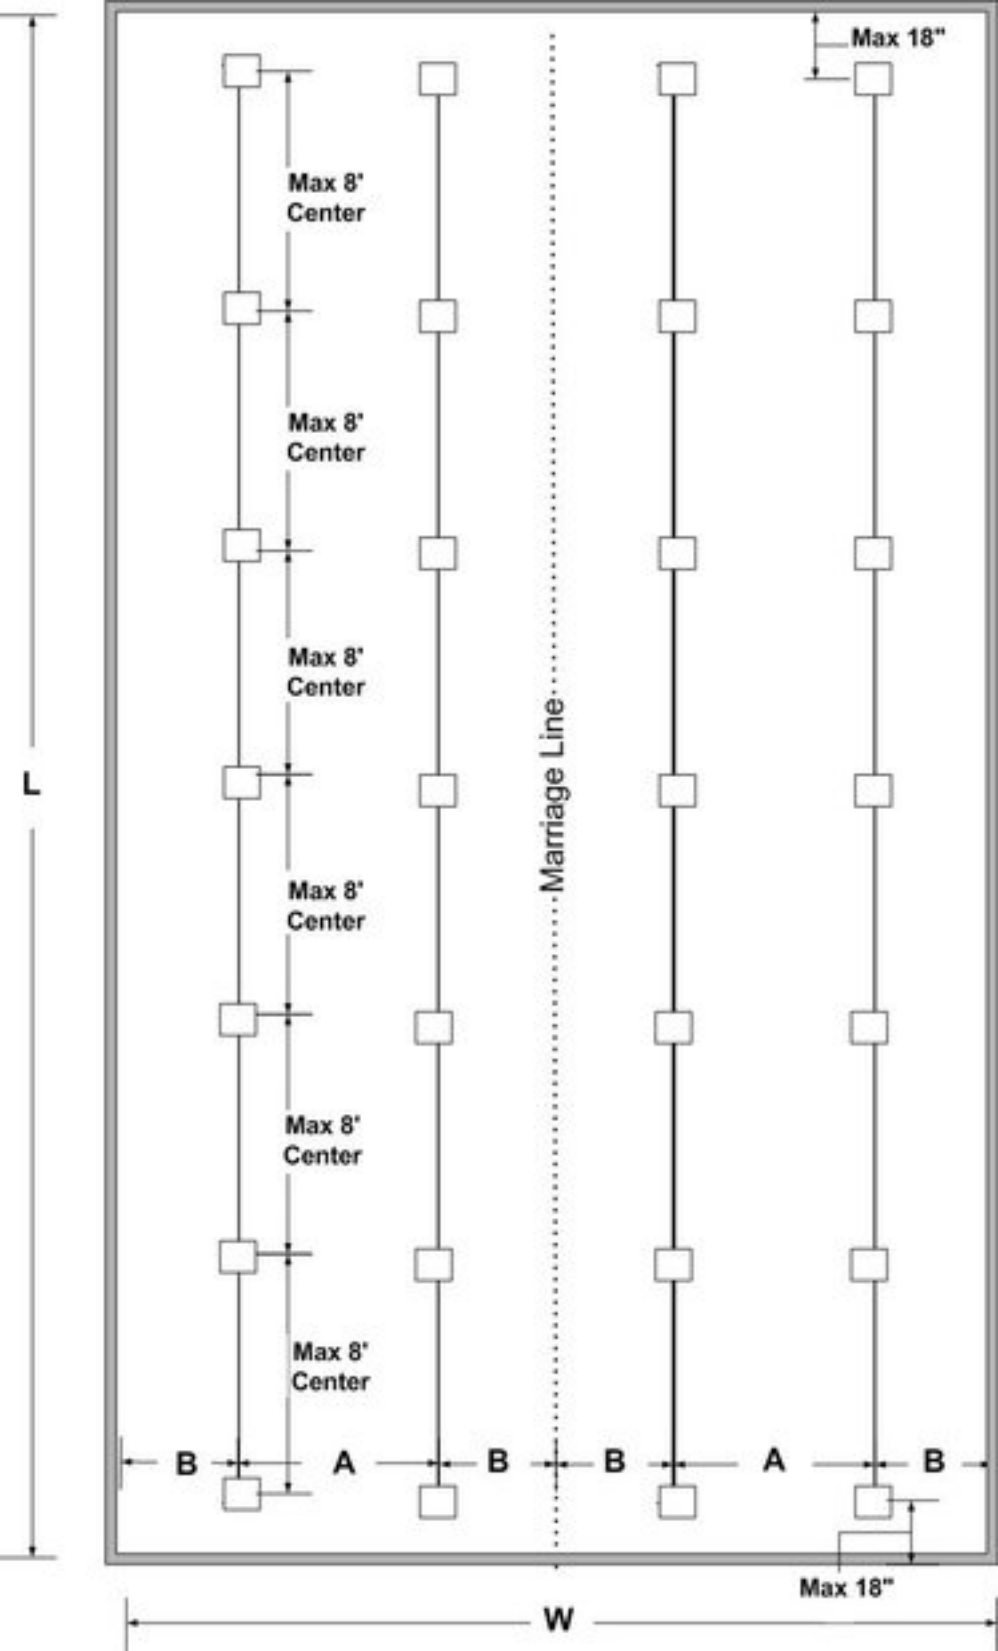 Max 18"
Max 8'
Center
Max 8'
Center
Max 8'
Center
Marriage Line
L
Max 8'
Center
Max 8'
Center
Max 8'
Center
B A B B A B
Max 18"
W